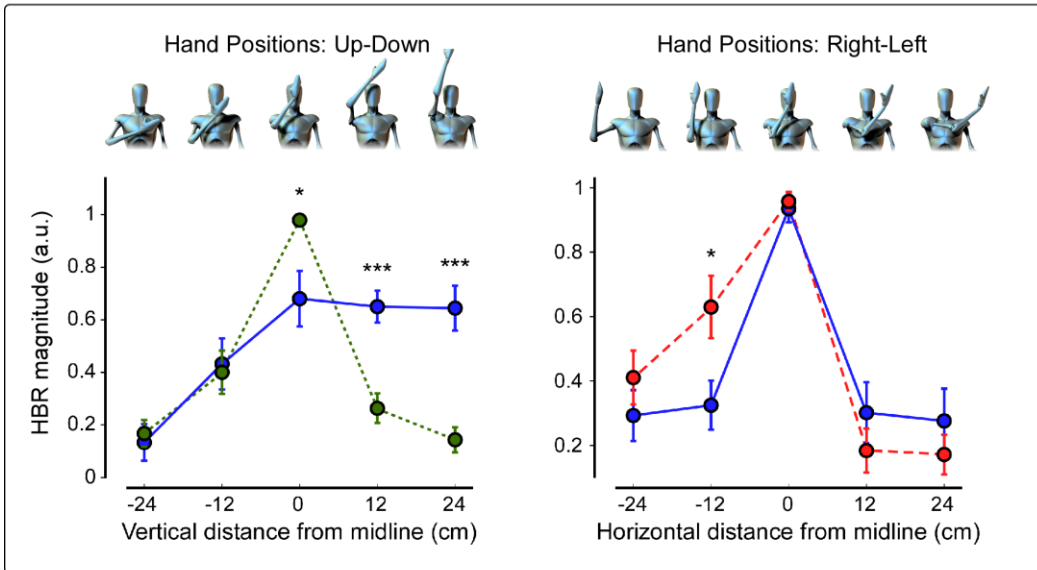 Hand Positions: Up-Down
HBR magnitude (a.u.)
1
0.8
0.6
0.4
0.2
0
*
***
***
-24 -12 0 12 24
Vertical distance from midline (cm)
Hand Positions: Right-Left
1
0.8
0.6
0.4
0.2
*
-24 -12 0 12 24
Horizontal distance from midline (cm)